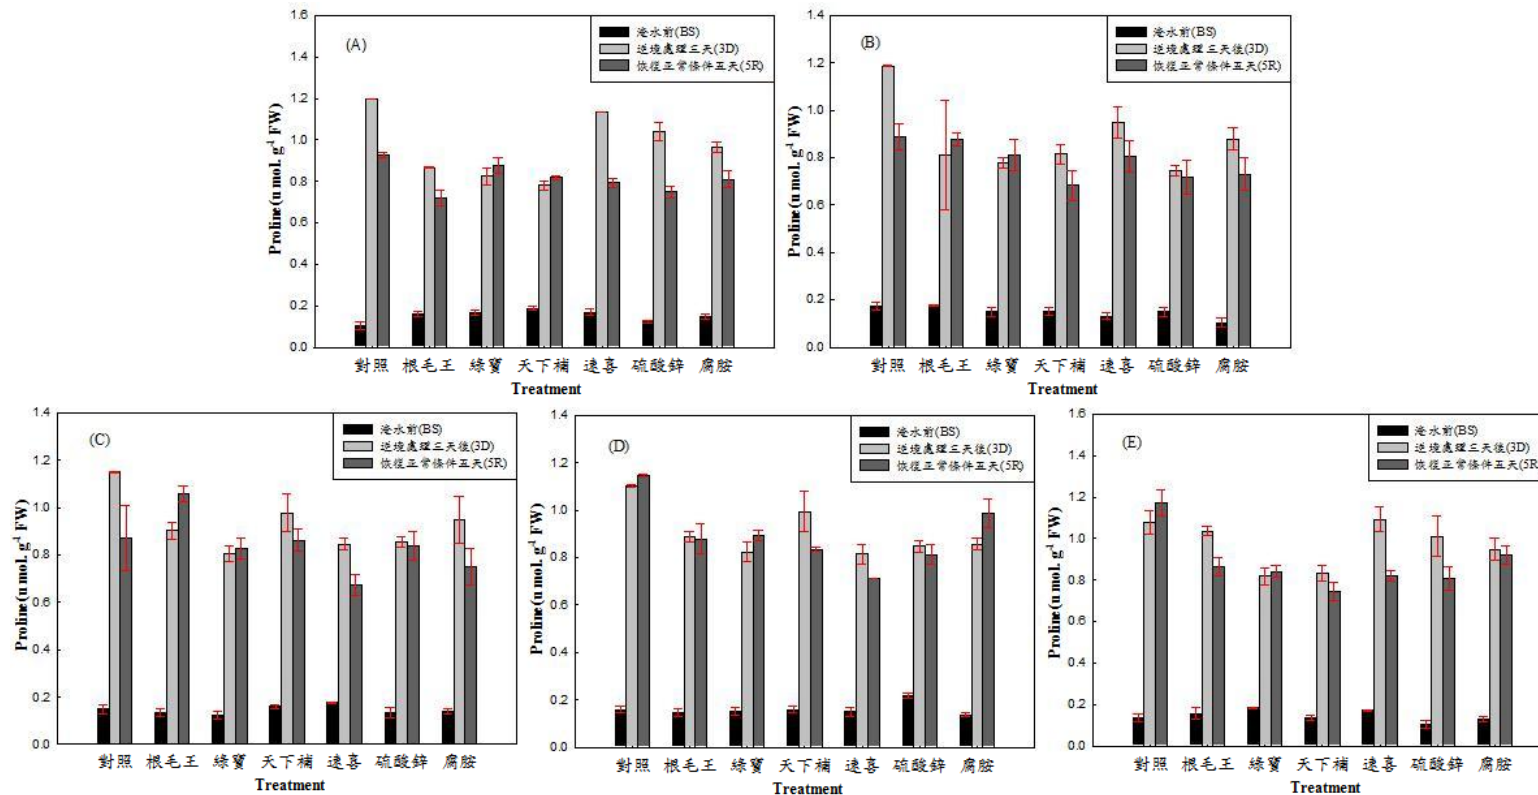 (A)
淹水前(BS)
逆境處理三天後(3D)
恢復正常條件五天(5R)
Proline(u mol. g-1 FW)
1.6
1.4
1.2
1.0
0.8
0.6
0.4
0.2
0.0
對照 根毛王 綠寶 天下補 速喜 硫酸鋅 腐胺
Treatment
(B)
淹水前(BS)
逆境處理三天後(3D)
恢復正常條件五天(5R)
Proline(u mol. g-1 FW)
1.4
1.2
1.0
0.8
0.6
0.4
0.2
0.0
對照 根毛王 綠寶 天下補 速喜 硫酸鋅 腐胺
Treatment
(C)
淹水前(BS)
逆境處理三天後(3D)
恢復正常條件五天(5R)
Proline(u mol. g-1 FW)
1.4
1.2
1.0
0.8
0.6
0.4
0.2
0.0
對照 根毛王 綠寶 天下補 速喜 硫酸鋅 腐胺
Treatment
(D)
淹水前(BS)
逆境處理三天後(3D)
恢復正常條件五天(5R)
Proline(u mol. g-1 FW)
1.4
1.2
1.0
0.8
0.6
0.4
0.2
0.0
對照 根毛王 綠寶 天下補 速喜 硫酸鋅 腐胺
Treatment
(E)
淹水前(BS)
逆境處理三天後(3D)
恢復正常條件五天(5R
Proline(u mol. g-1 FW)
1.6
1.4
1.2
1.0
0.8
0.6
0.4
0.2
0.0
對照 根毛王 綠寶 天下補 速喜 硫酸鋅 腐胺
Treatment